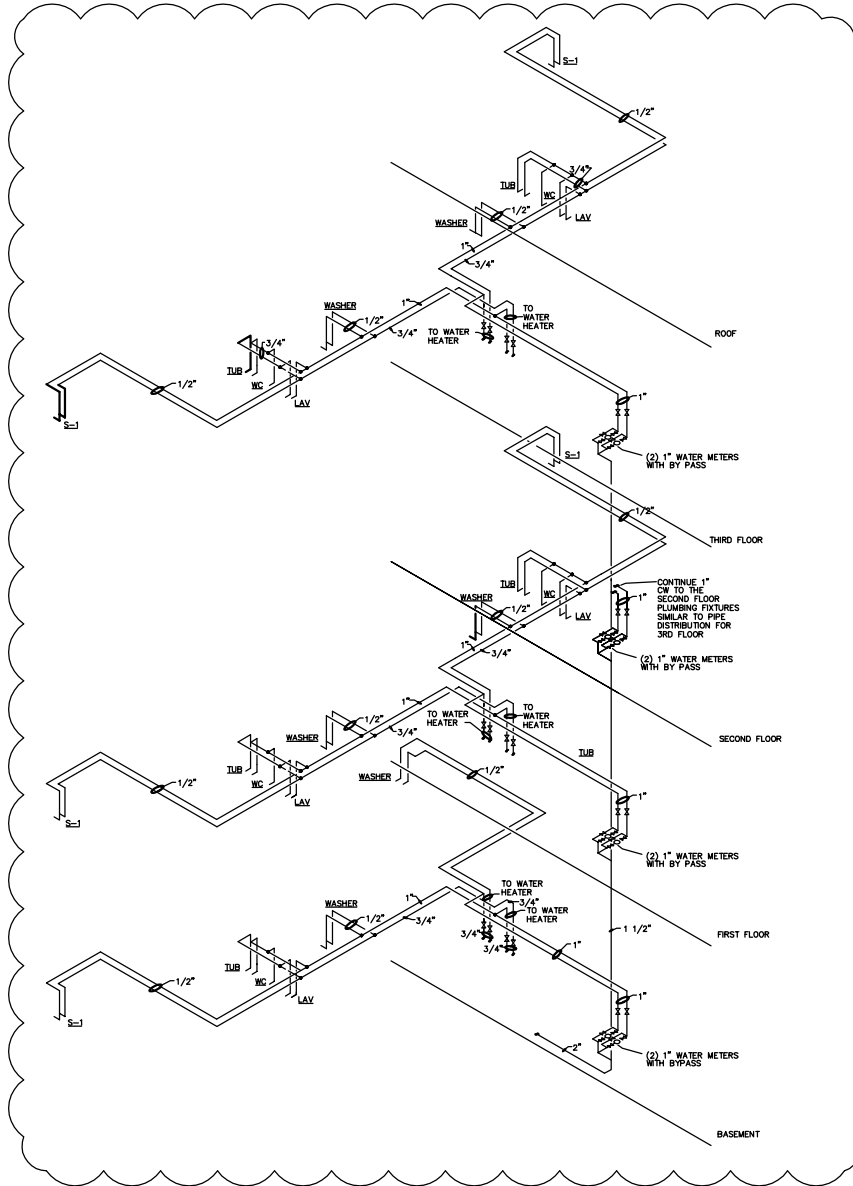 S-1
1/2"
3/4"
TUB
WC
LAV
1/2"
WASHER
1"
3/4"
WASHER
1"
TO
WATER
HEATER
1/2"
3/4"
TO WATER
HEATER
ROOF
3/4"
TUB
WC
LAV
1/2"
1"
S-1
(2) 1" WATER METERS
WITH BY PASS
S-1
1/2"
THIRD FLOOR
TUB
WC
LAV
CONTINUE 1"
CW TO THE
SECOND FLOOR
PLUMBING FIXTURES
SIMILAR TO PIPE
DISTRIBUTION FOR
3RD FLOOR
1"
WASHER
1/2"
1"
3/4"
(2) 1" WATER METERS
WITH BY PASS
1"
TO
WATER
HEATER
TO WATER
HEATER
1/2"
3/4"
WASHER
SECOND FLOOR
TUB
TUB
WC
LAV
WASHER
1/2"
1/2"
1"
S-1
(2) 1" WATER METERS
WITH BY PASS
TO WATER
HEATER
1"
3/4"
WASHER
TO WATER
HEATER
1/2"
3/4"
3/4"
3/4"
1 1/2"
FIRST FLOOR
1"
TUB
WC
LAV
1/2"
1"
S-1
2"
(2) 1" WATER METERS
WITH BYPASS
BASEMENT